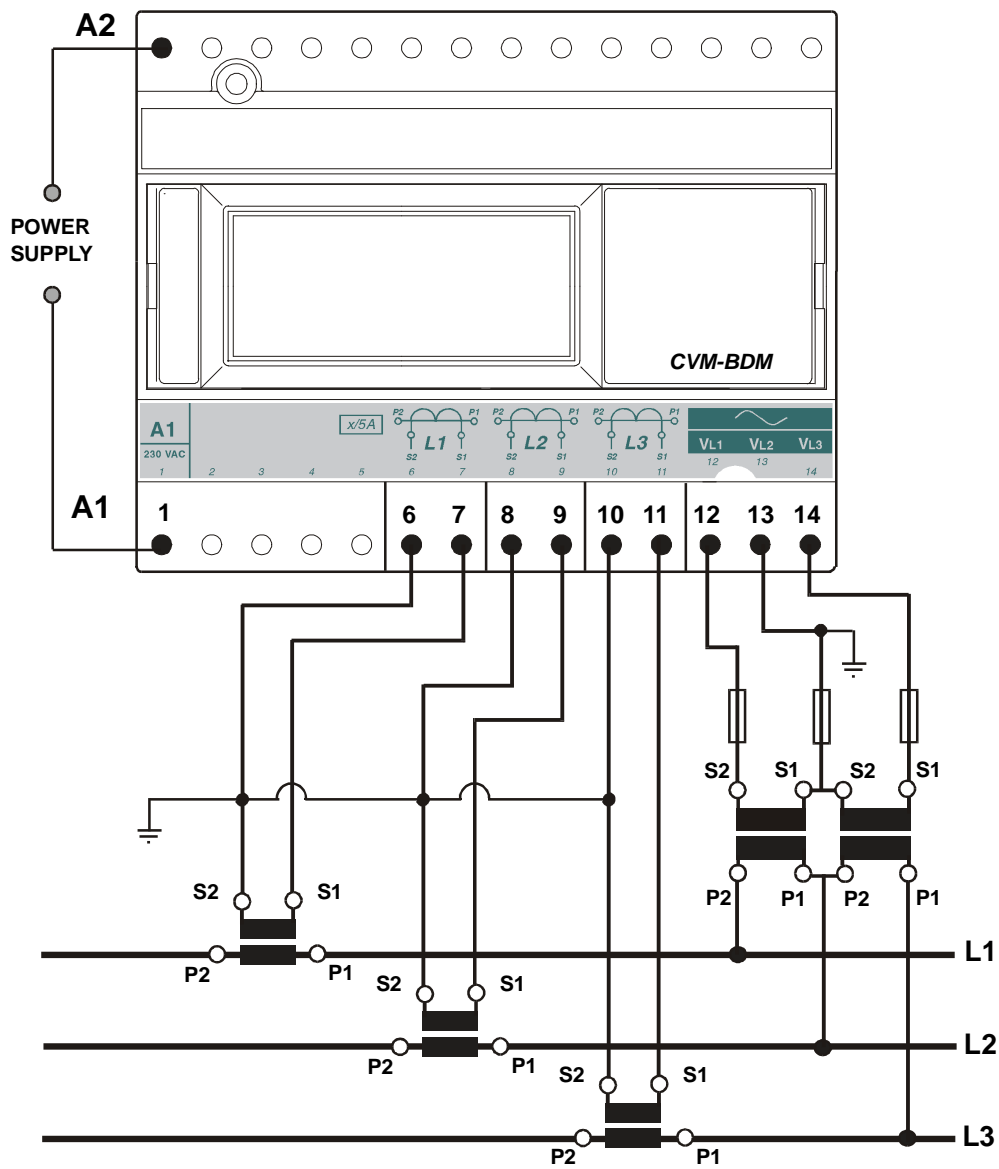 A2
POWER
SUPPLY
CVM-BDM
A1
230 VAC
x/5A
P2 P1 P2 P1 P2 P1
L1 L2 L3
S2 S1 S2 S1 S2 S1
VL1 VL2 VL3
1 2 3 4 5 6 7 8 9 10 11 12 13 14
A1 1 6 7 8 9 10 11 12 13 14
S2 S1 S2 S1
P2 P1 P2 P1
S2 S1
P2 P1 L1
S2 S1
P2 P1 L2
S2 S1
P2 P1 L3